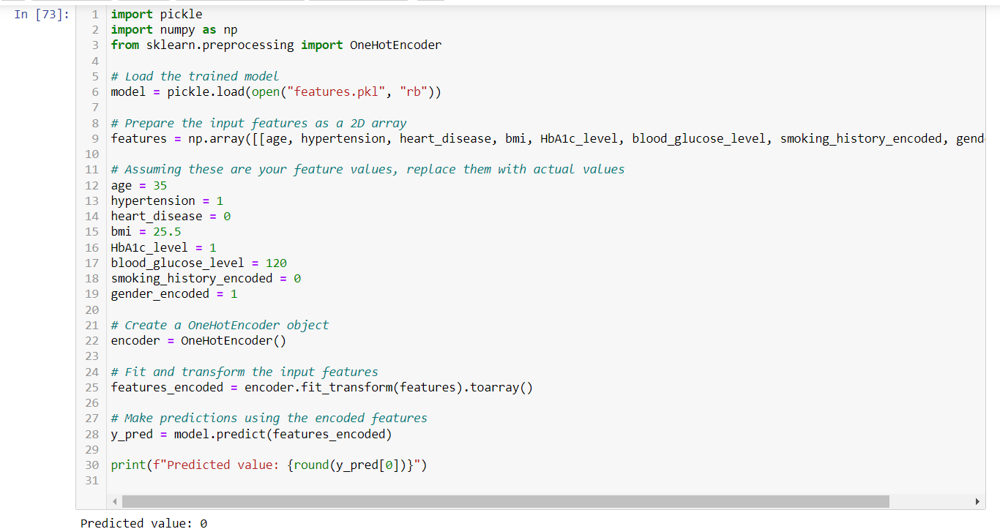 In [73]:
1 import pickle
2 import numpy as np
3 from sklearn.preprocessing import OneHotEncoder
4
5 # Load the trained model
6 model = pickle.load(open("features.pkl", "rb"))
7
8 # Prepare the input features as a 2D array
9 features = np.array([[age, hypertension, heart_disease, bmi, HbA1c_level, blood_glucose_level, smoking_history_encoded, gend
10
11 # Assuming these are your feature values, replace them with actual values
12 age = 35
13 hypertension = 1
14 heart_disease = 0
15 bmi = 25.5
16 HbA1c_level = 1
17 blood_glucose_level = 120
18 smoking_history_encoded = 0
19 gender_encoded = 1
20
21 # Create a OneHotEncoder object
22 encoder = OneHotEncoder()
23
24 # Fit and transform the input features
25 features_encoded = encoder.fit_transform(features).toarray()
26
27 # Make predictions using the encoded features
28 y_pred = model.predict(features_encoded)
29
30 print(f"Predicted value: {round(y_pred[0])}")
31
Predicted value: 0